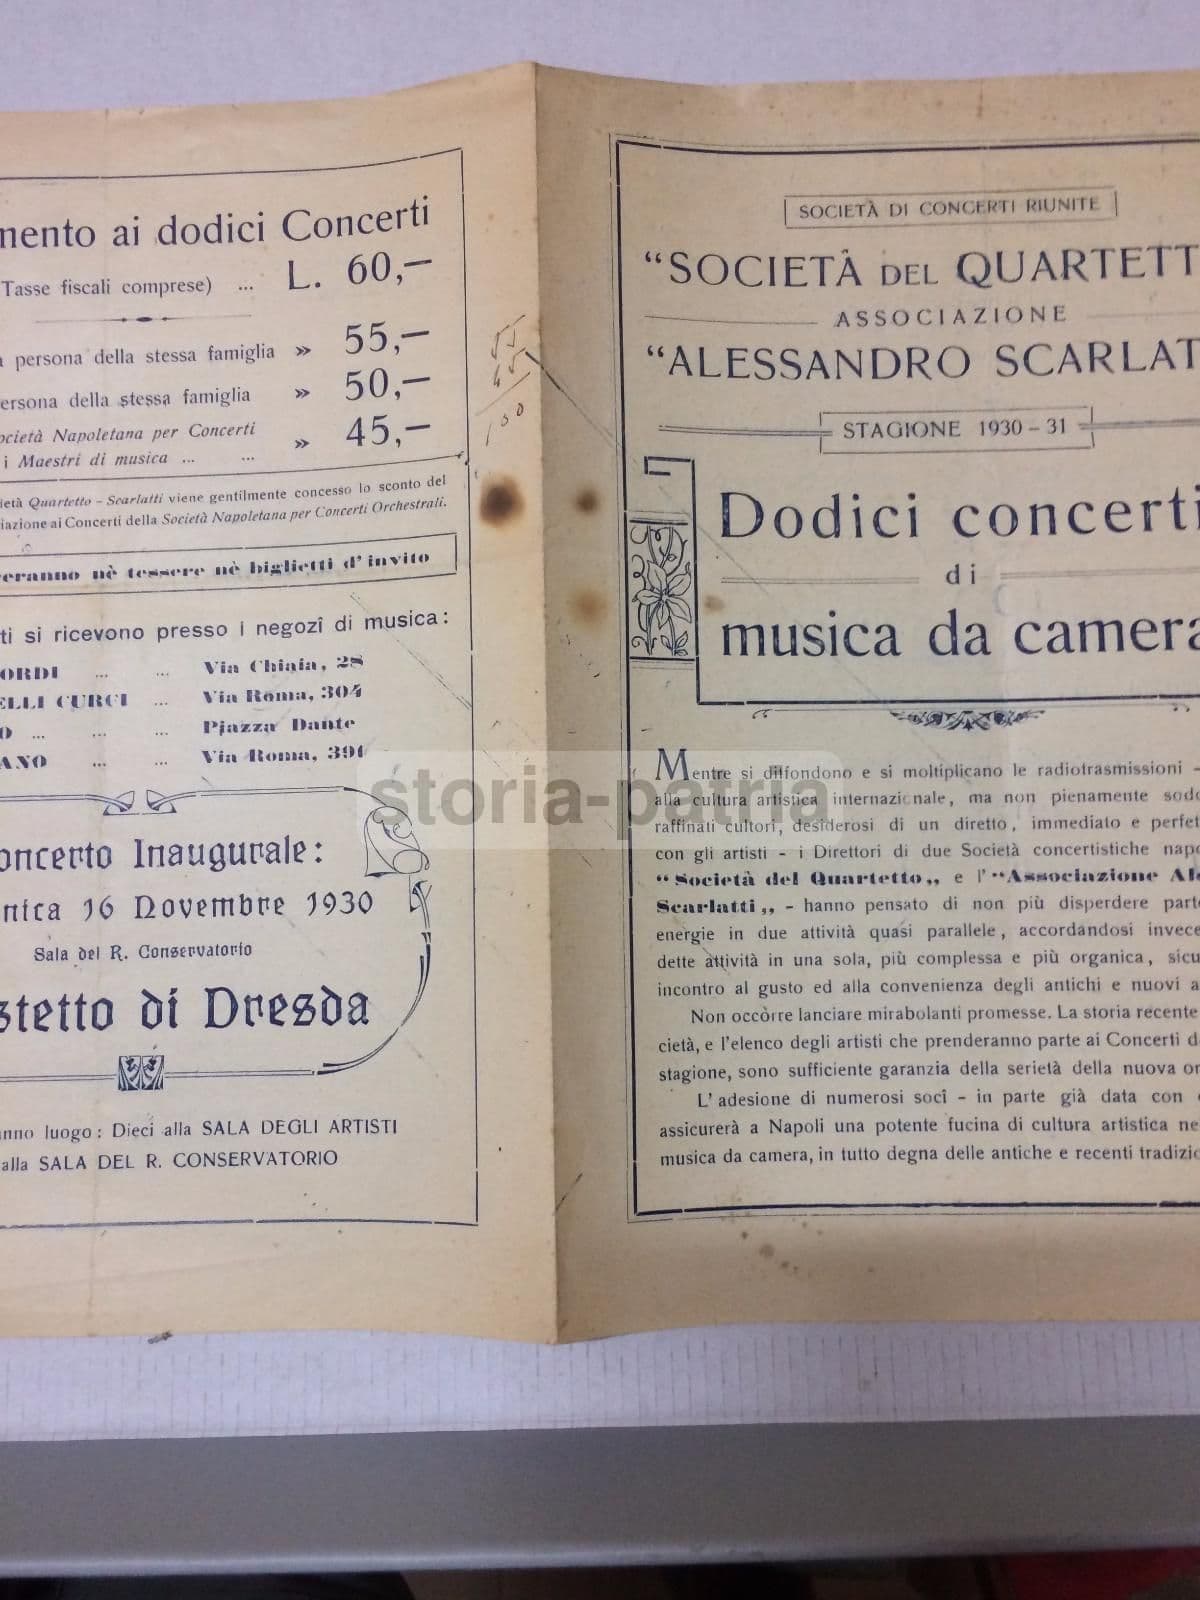 mento ai dodici Concerti
Tasse fiscali comprese) ... L. 60,—
persona della stessa famiglia » 55,—
ersona della stessa famiglia » 50,—
ocietà Napoletana per Concerti
i Maestri di musica ... ... » 45,—
ietà Quartetto - Scarlatti viene gentilmente concesso lo sconto del
iazione ai Concerti della Società Napoletana per Concerti Orchestrali.
eranno nè tessere nè biglietti d'invito
ti si ricevono presso i negozî di musica:
ORDI ... ... Via Chiaia, 28
ELLI CURCI ... Via Roma, 304
O ... ... ... Piazza Dante
ANO ... ... Via Roma, 391
oncerto Inaugurale:
nica 16 Novembre 1930
Sala del R. Conservatorio
stetto di Dresda
nno luogo: Dieci alla SALA DEGLI ARTISTI
alla SALA DEL R. CONSERVATORIO
55
45
100
SOCIETÀ DI CONCERTI RIUNITE
“SOCIETÀ DEL QUARTETT
ASSOCIAZIONE
“ALESSANDRO SCARLAT
STAGIONE 1930-31
Dodici concerti
di
musica da camera
Mentre si diffondono e si moltiplicano le radiotrasmissioni -
alla cultura artistica internazionale, ma non pienamente sodd
raffinati cultori, desiderosi di un diretto, immediato e perfet
con gli artisti - i Direttori di due Società concertistiche napo
“Società del Quartetto„ e l'“Associazione Ale
Scarlatti„ - hanno pensato di non più disperdere parte
energie in due attività quasi parallele, accordandosi invece
dette attività in una sola, più complessa e più organica, sicu
incontro al gusto ed alla convenienza degli antichi e nuovi a
Non occòrre lanciare mirabolanti promesse. La storia recente
cietà, e l'elenco degli artisti che prenderanno parte ai Concerti d
stagione, sono sufficiente garanzia della serietà della nuova or
L'adesione di numerosi socî - in parte già data con
assicurerà a Napoli una potente fucina di cultura artistica ne
musica da camera, in tutto degna delle antiche e recenti tradizio
storia-patria